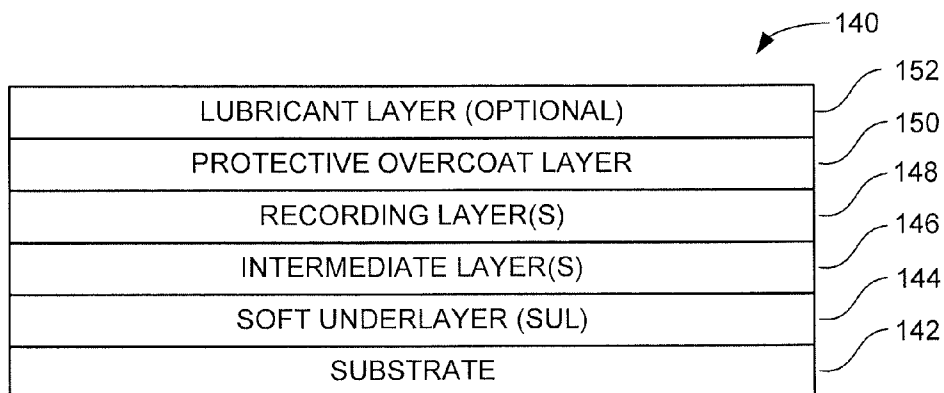 140
152
LUBRICANT LAYER (OPTIONAL)
150
PROTECTIVE OVERCOAT LAYER
148
RECORDING LAYER(S)
146
INTERMEDIATE LAYER(S)
144
SOFT UNDERLAYER (SUL)
142
SUBSTRATE